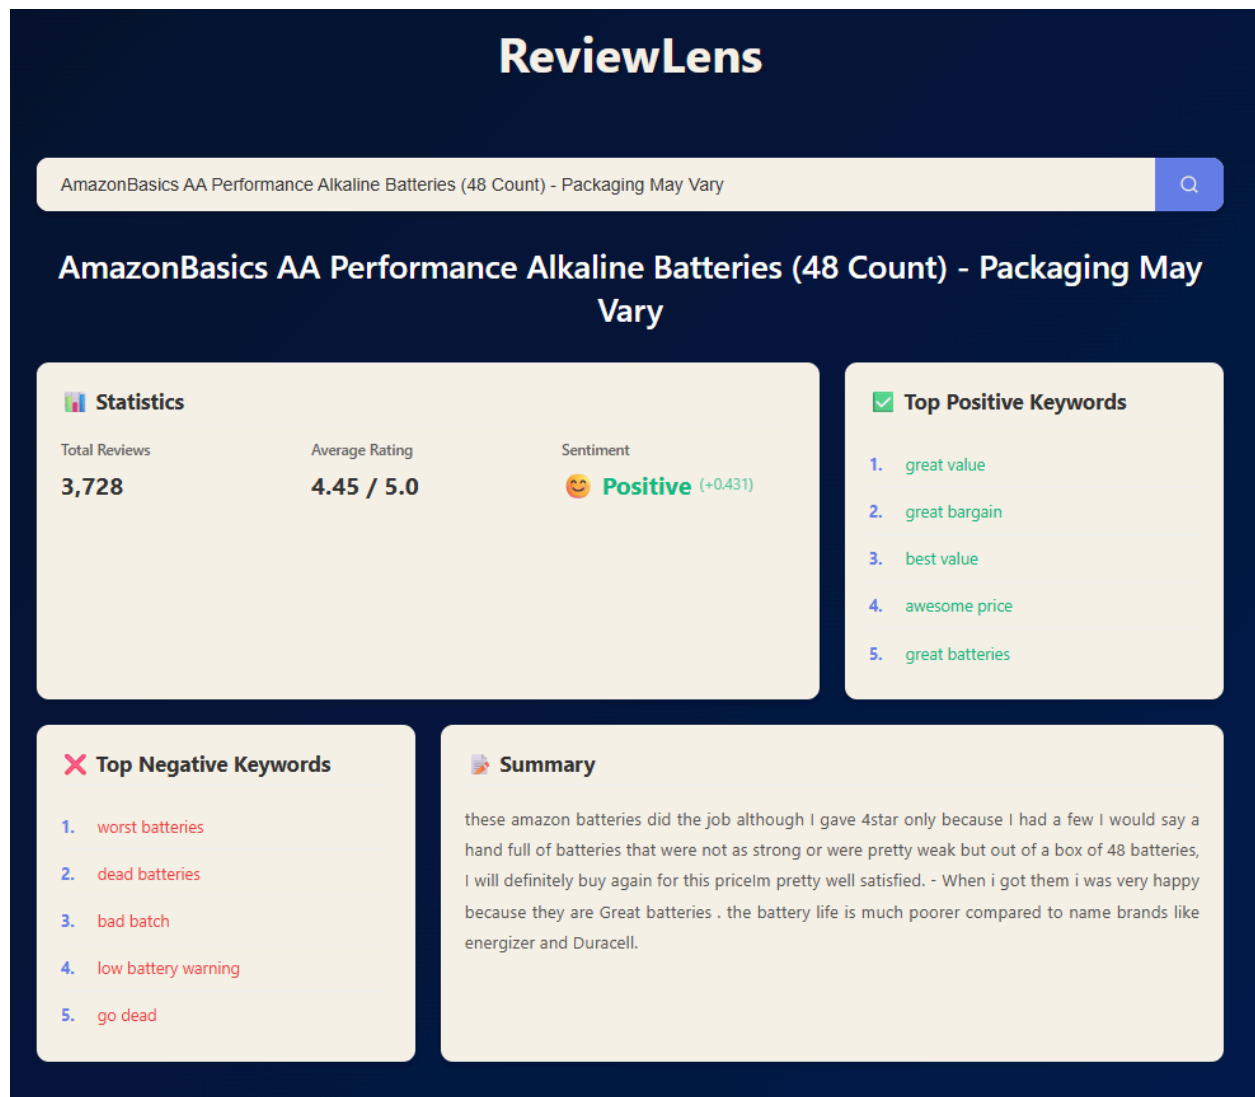 ReviewLens
AmazonBasics AA Performance Alkaline Batteries (48 Count) - Packaging May Vary
AmazonBasics AA Performance Alkaline Batteries (48 Count) - Packaging May
Vary
Statistics
Total Reviews
3,728
Average Rating
4.45 / 5.0
Sentiment
Positive (+0.431)
Top Positive Keywords
1. great value
2. great bargain
3. best value
4. awesome price
5. great batteries
Top Negative Keywords
1. worst batteries
2. dead batteries
3. bad batch
4. low battery warning
5. go dead
Summary
these amazon batteries did the job although I gave 4star only because I had a few I would say a
hand full of batteries that were not as strong or were pretty weak but out of a box of 48 batteries,
I will definitely buy again for this priceIm pretty well satisfied. - When i got them i was very happy
because they are Great batteries . the battery life is much poorer compared to name brands like
energizer and Duracell.